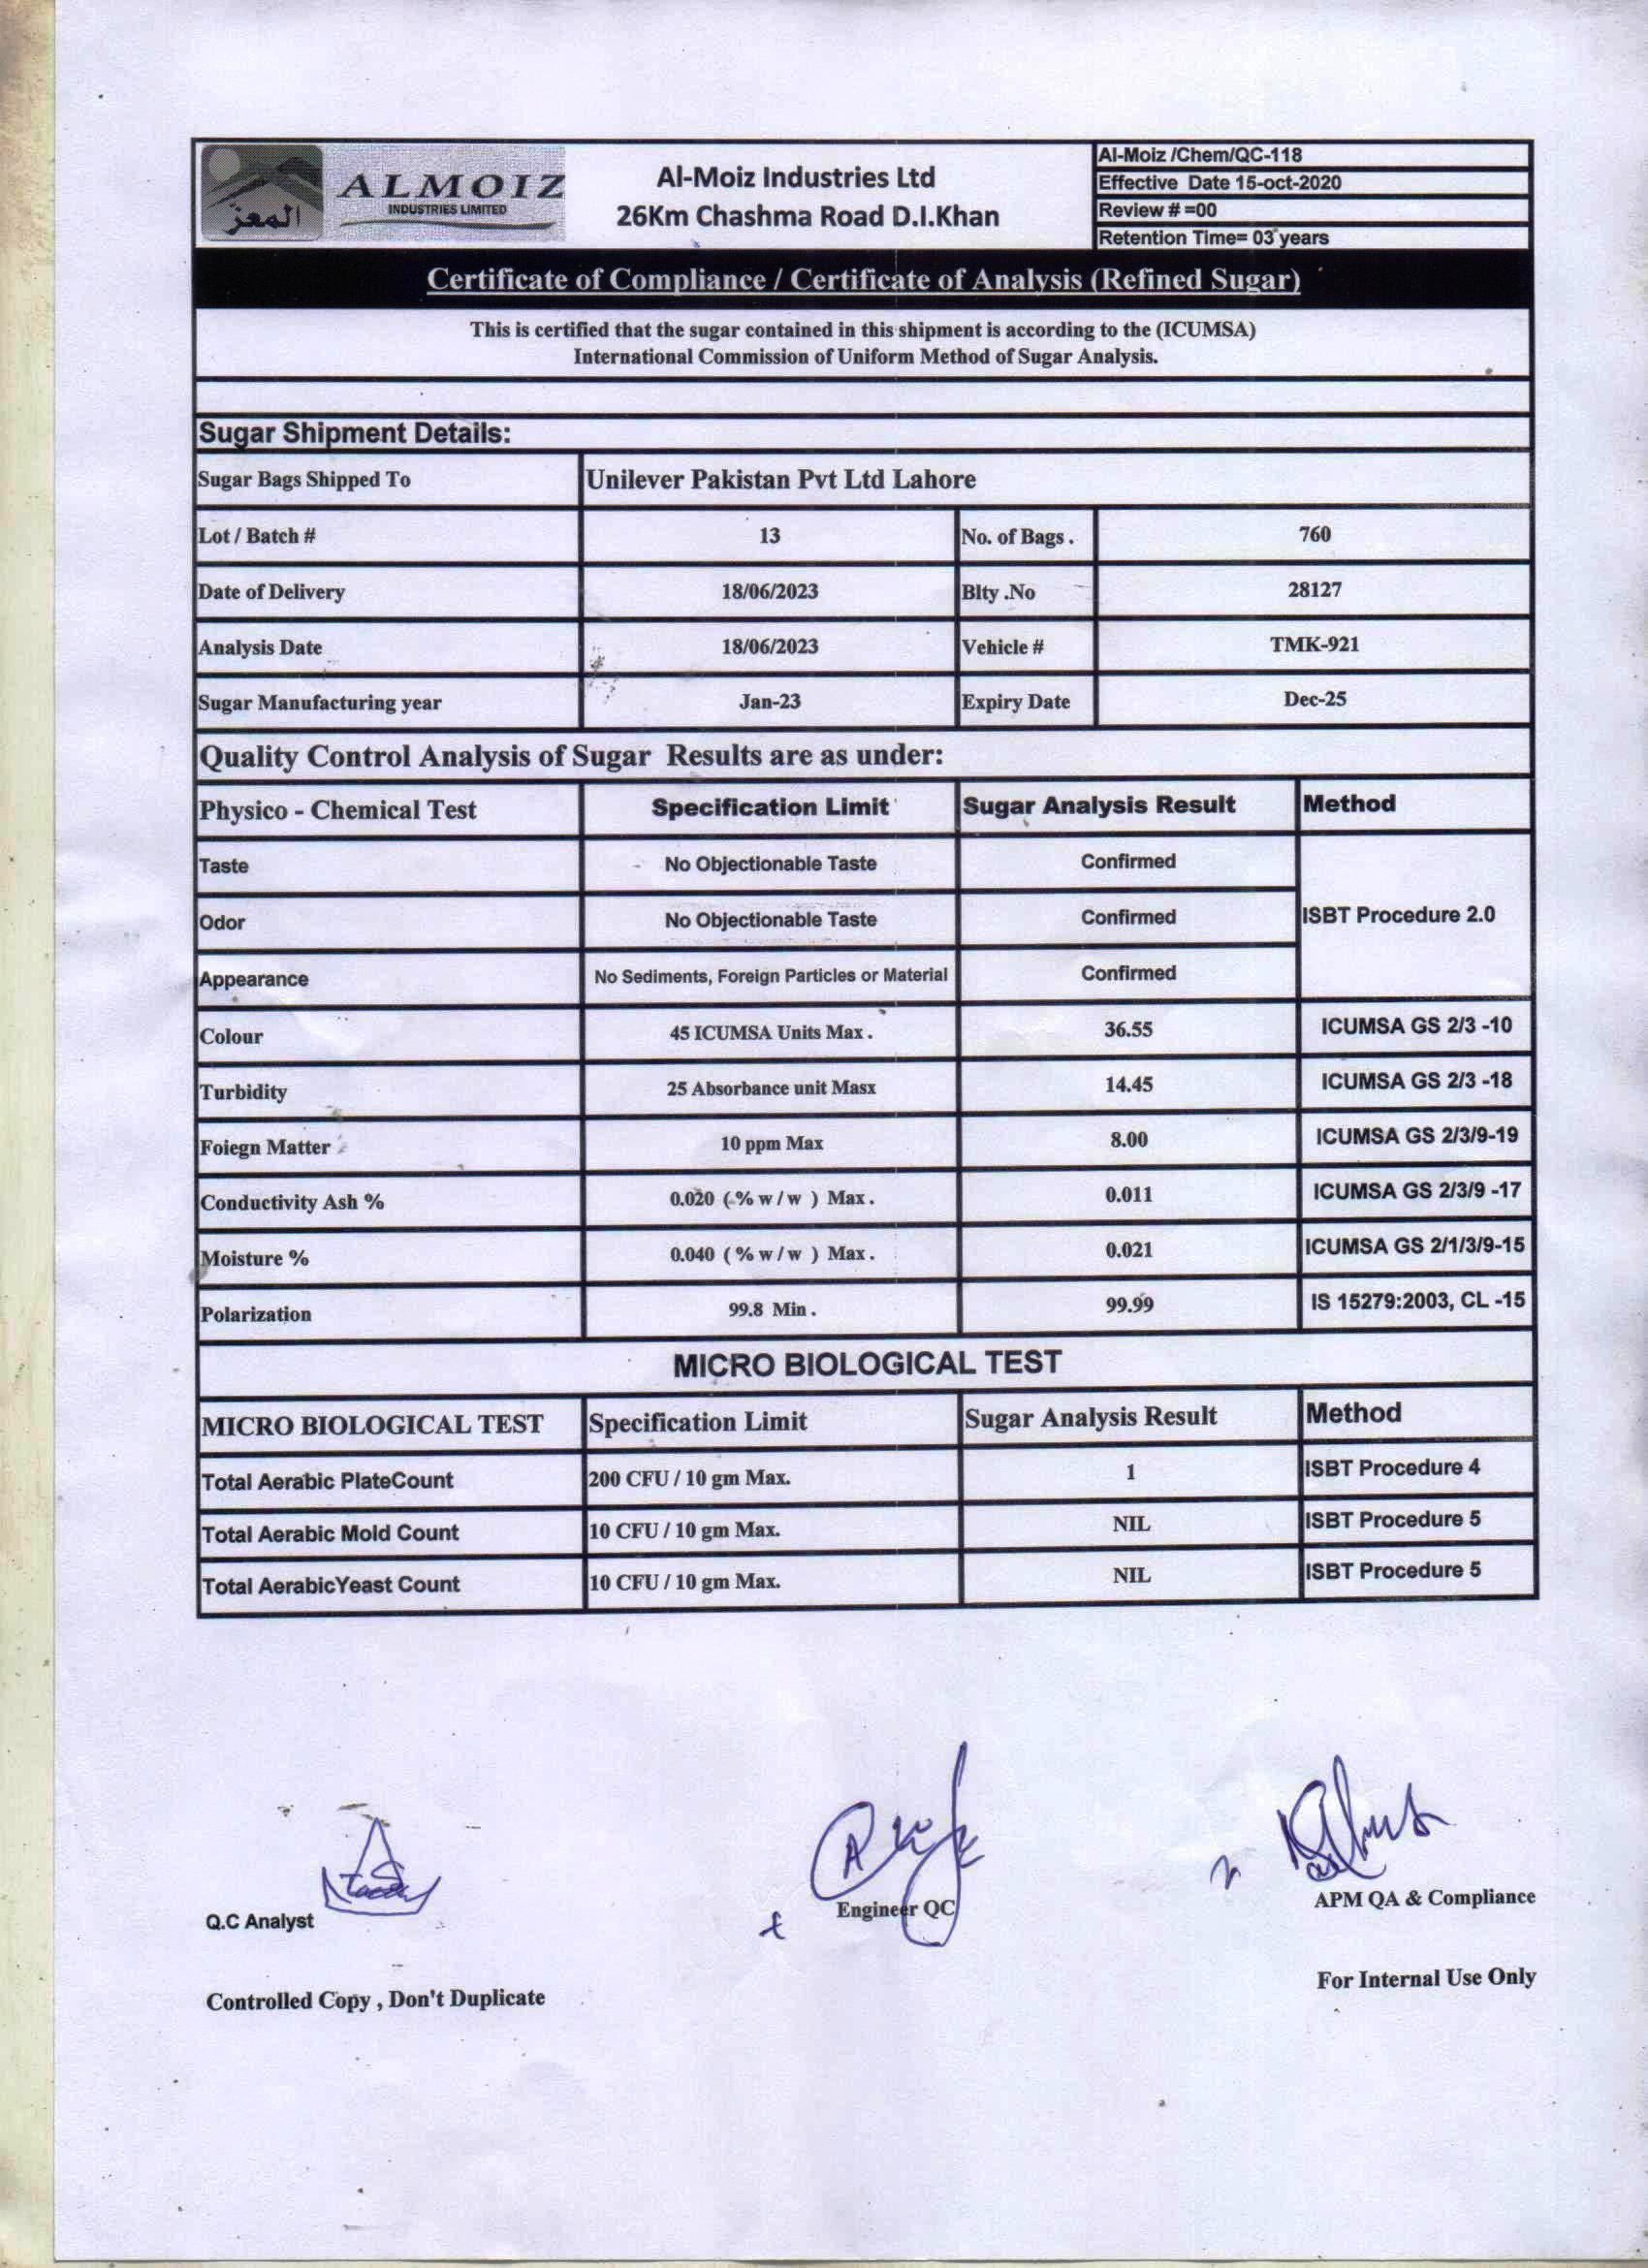 ALMOIZ
INDUSTRIES LIMITED
المعز
Al-Moiz Industries Ltd
26Km Chashma Road D.I.Khan
Al-Moiz /Chem/QC-118
Effective Date 15-oct-2020
Review # =00
Retention Time= 03 years
Certificate of Compliance / Certificate of Analysis (Refined Sugar)
This is certified that the sugar contained in this shipment is according to the (ICUMSA)
International Commission of Uniform Method of Sugar Analysis.
Sugar Shipment Details:
Sugar Bags Shipped To Unilever Pakistan Pvt Ltd Lahore
Lot / Batch # 13 No. of Bags . 760
Date of Delivery 18/06/2023 Blty .No 28127
Analysis Date 18/06/2023 Vehicle # TMK-921
Sugar Manufacturing year Jan-23 Expiry Date Dec-25
Quality Control Analysis of Sugar Results are as under:
Physico - Chemical Test Specification Limit Sugar Analysis Result Method
Taste No Objectionable Taste Confirmed
Odor No Objectionable Taste Confirmed ISBT Procedure 2.0
Appearance No Sediments, Foreign Particles or Material Confirmed
Colour 45 ICUMSA Units Max . 36.55 ICUMSA GS 2/3 -10
Turbidity 25 Absorbance unit Masx 14.45 ICUMSA GS 2/3 -18
Foiegn Matter 10 ppm Max 8.00 ICUMSA GS 2/3/9-19
Conductivity Ash % 0.020 ( % w / w ) Max . 0.011 ICUMSA GS 2/3/9 -17
Moisture % 0.040 ( % w / w ) Max . 0.021 ICUMSA GS 2/1/3/9-15
Polarization 99.8 Min . 99.99 IS 15279:2003, CL -15
MICRO BIOLOGICAL TEST
MICRO BIOLOGICAL TEST Specification Limit Sugar Analysis Result Method
Total Aerabic PlateCount 200 CFU / 10 gm Max. 1 ISBT Procedure 4
Total Aerabic Mold Count 10 CFU / 10 gm Max. NIL ISBT Procedure 5
Total AerabicYeast Count 10 CFU / 10 gm Max. NIL ISBT Procedure 5
Q.C Analyst
Engineer QC
APM QA & Compliance
Controlled Copy , Don't Duplicate
For Internal Use Only